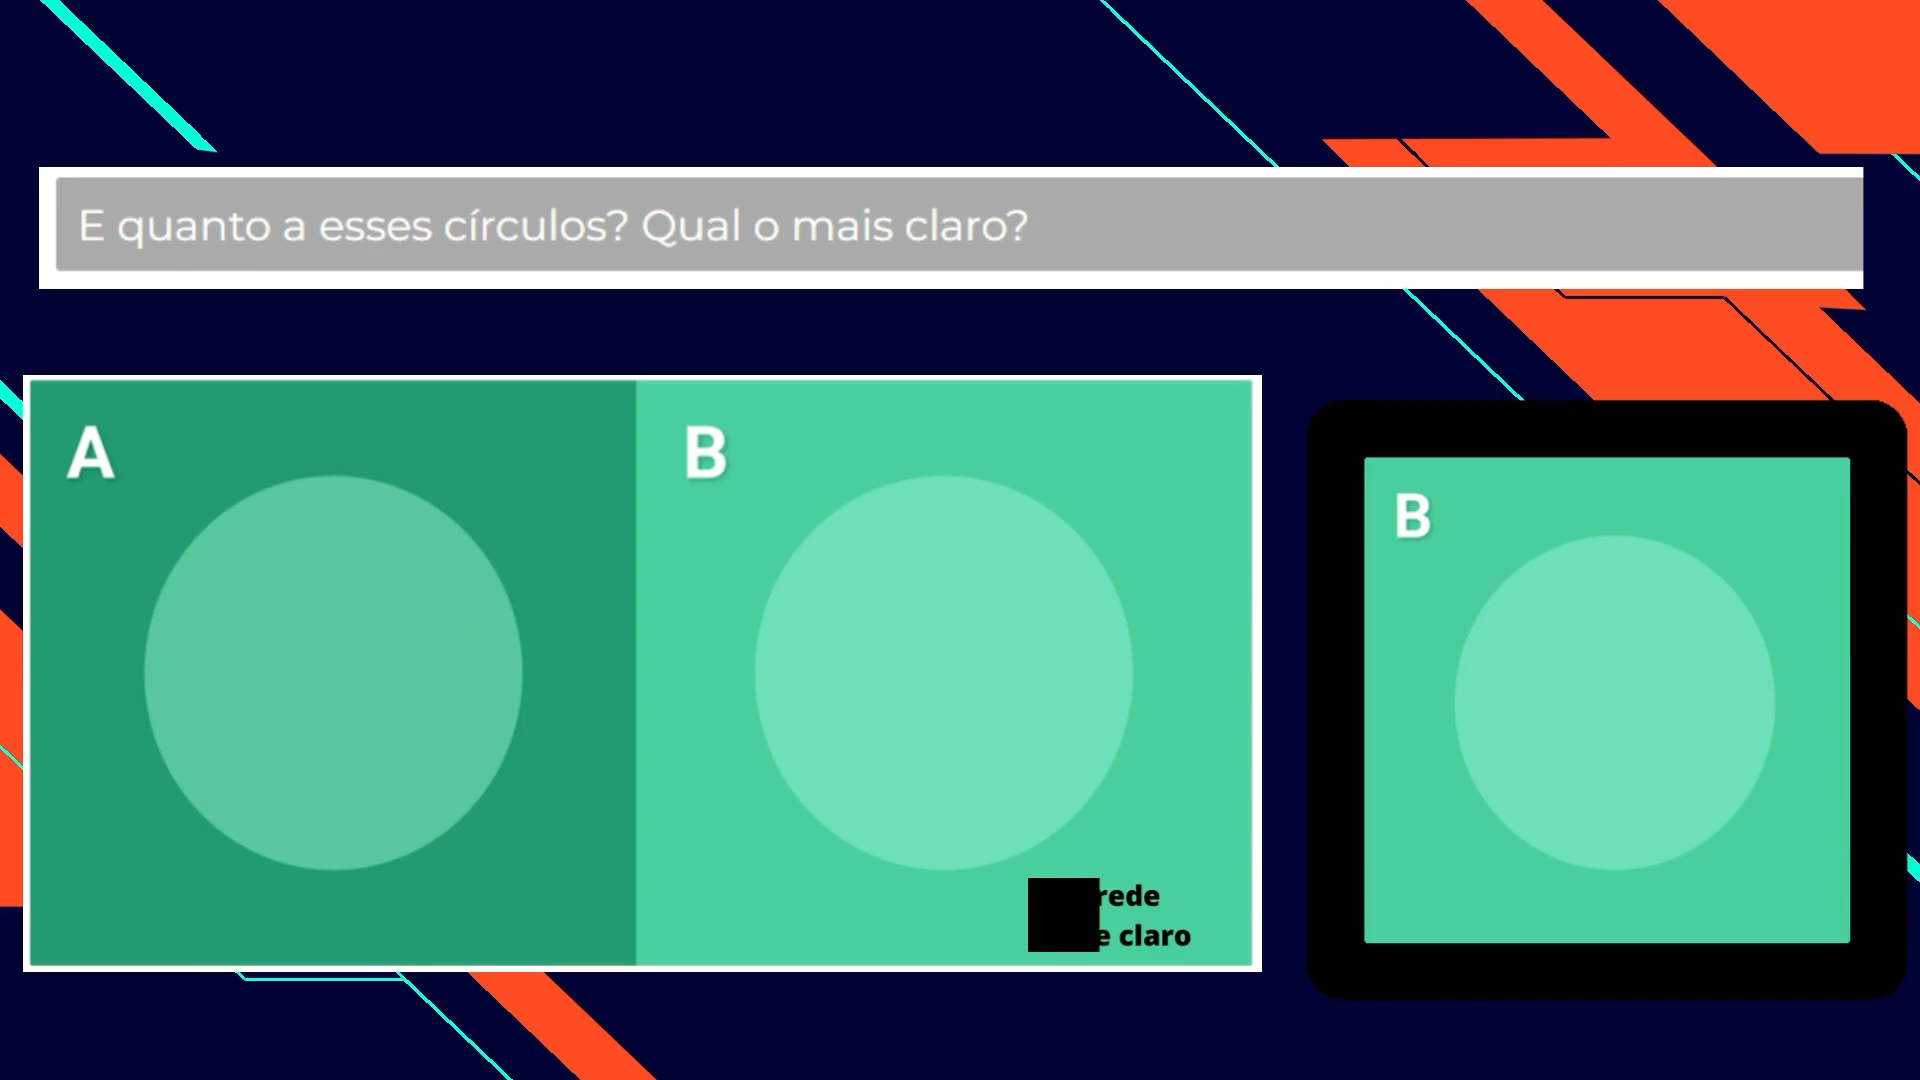 E quanto a esses círculos? Qual o mais claro?
A
B
B
rede
e claro